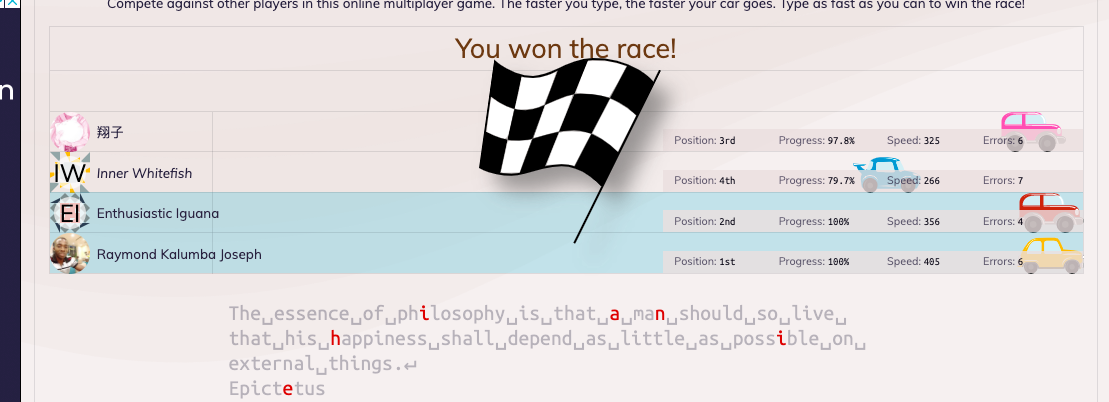 Compete against other players in this online multiplayer game. The faster you type, the faster your car goes. Type as fast as you can to win the race!
n
You won the race!
翔子 Position: 3rd Progress: 97.8% Speed: 325 Errors: 6
IW Inner Whitefish Position: 4th Progress: 79.7% Speed: 266 Errors: 7
EI Enthusiastic Iguana Position: 2nd Progress: 100% Speed: 356 Errors: 4
Raymond Kalumba Joseph Position: 1st Progress: 100% Speed: 405 Errors: 6
The␣essence␣of␣philosophy␣is␣that␣a␣man␣should␣so␣live␣
that␣his␣happiness␣shall␣depend␣as␣little␣as␣possible␣on␣
external␣things.↵
Epictetus